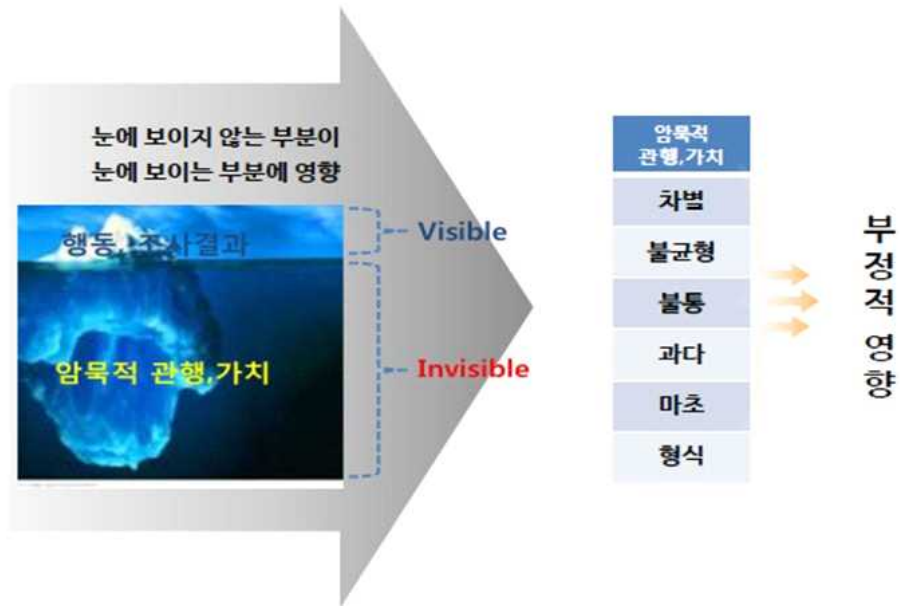 눈에 보이지 않는 부분이
눈에 보이는 부분에 영향
행동, 조사결과
Visible
암묵적 관행,가치
Invisible
암묵적
관행,가치
차별
불균형
불통
과다
마초
형식
부정적 영향